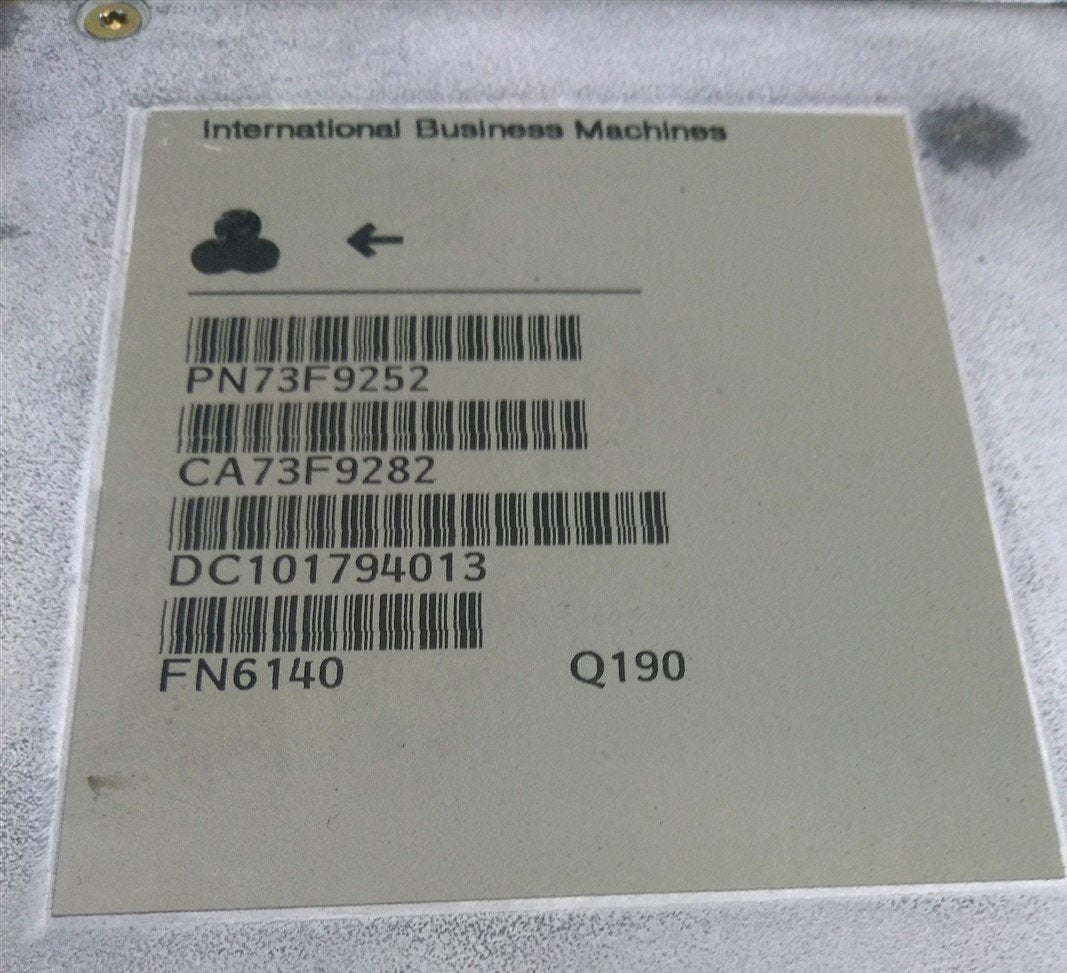 International Business Machines
PN73F9252
CA73F9282
DC101794013
FN6140 Q190